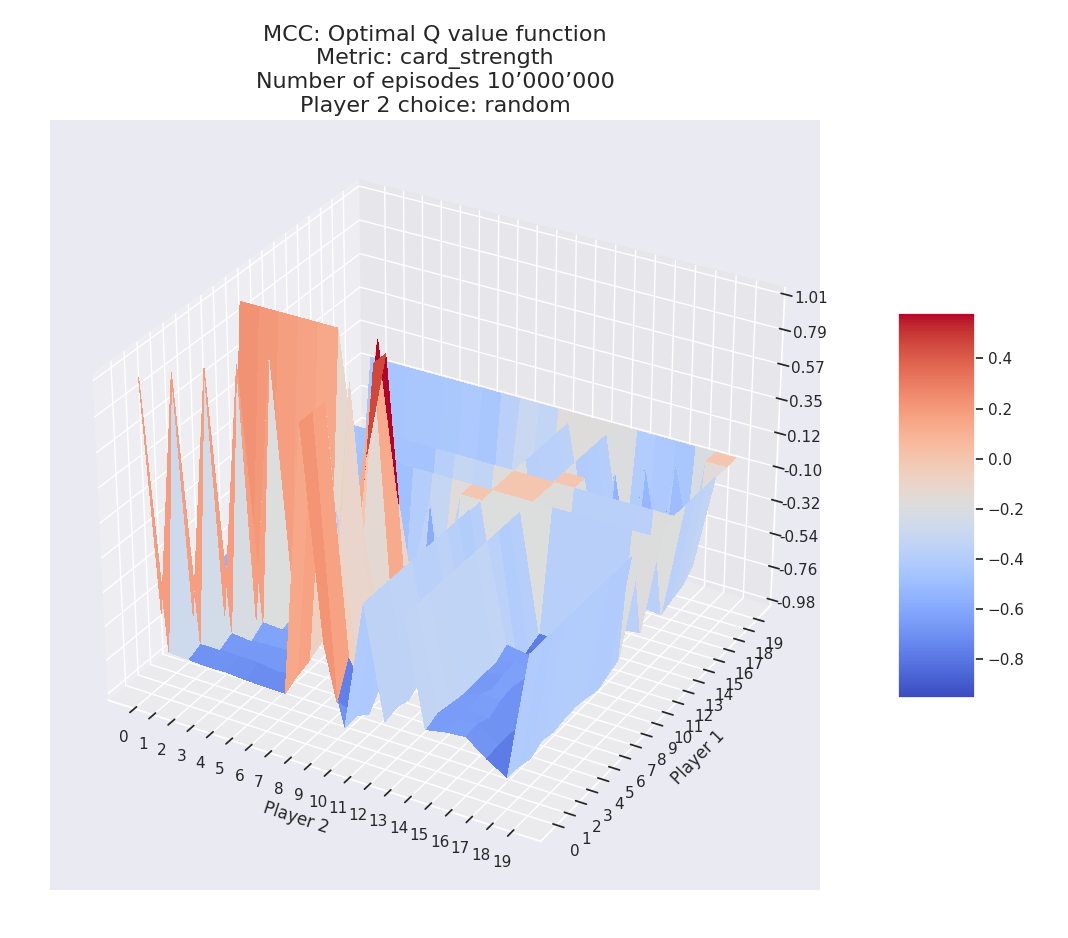 MCC: Optimal Q value function
Metric: card_strength
Number of episodes 10’000’000
Player 2 choice: random
1.01
0.79
0.57
0.35
0.12
-0.10
-0.32
-0.54
-0.76
-0.98
0 1 2 3 4 5 6 7 8 9 10 11 12 13 14 15 16 17 18 19
Player 2
0 1 2 3 4 5 6 7 8 9 10 11 12 13 14 15 16 17 18 19
Player 1
0.4
0.2
0.0
−0.2
−0.4
−0.6
−0.8